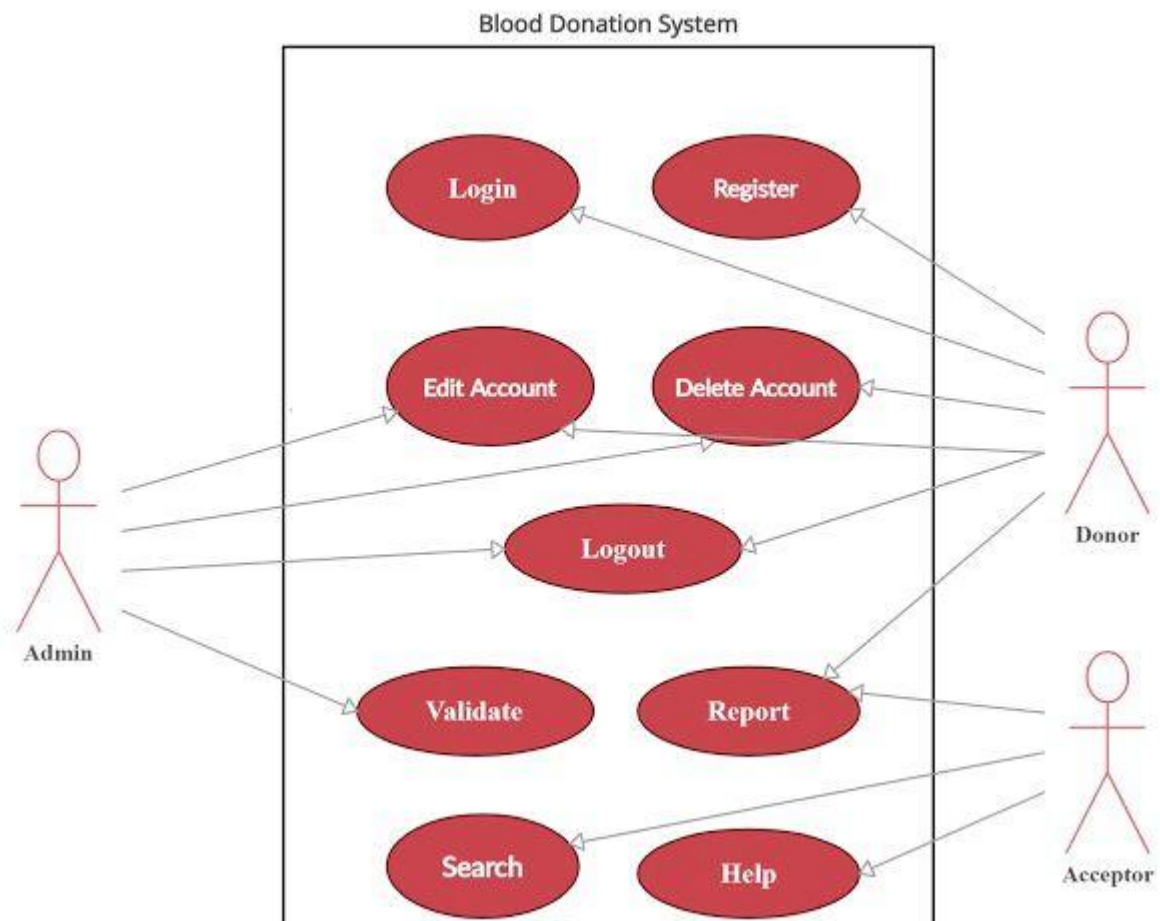 Blood Donation System
Login
Register
Edit Account
Delete Account
Logout
Donor
Admin
Validate
Report
Search
Help
Acceptor